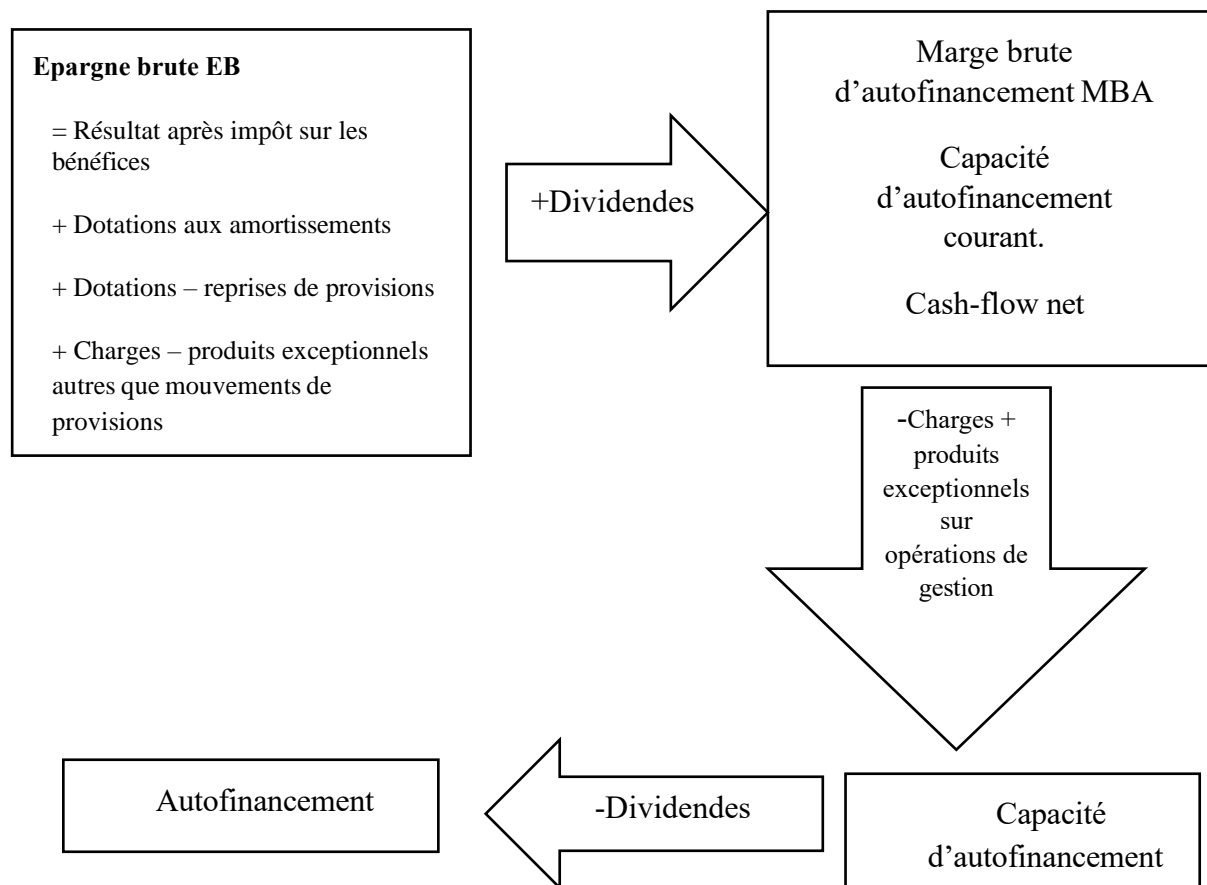 Epargne brute EB
= Résultat après impôt sur les
bénéfices
+ Dotations aux amortissements
+ Dotations – reprises de provisions
+ Charges – produits exceptionnels
autres que mouvements de
provisions
+Dividendes
Marge brute
d’autofinancement MBA
Capacité
d’autofinancement
courant.
Cash-flow net
-Charges +
produits
exceptionnels
sur
opérations de
gestion
Capacité
d’autofinancement
-Dividendes
Autofinancement